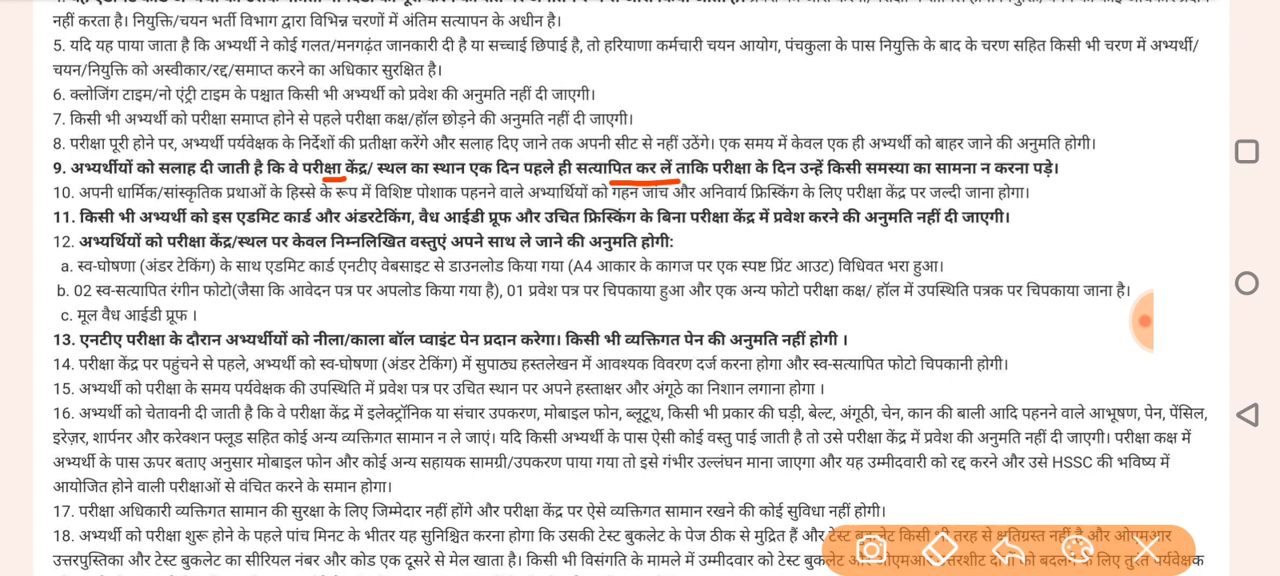 नहीं करता है। नियुक्ति/चयन भर्ती विभाग द्वारा विभिन्न चरणों में अंतिम सत्यापन के अधीन है।
5. यदि यह पाया जाता है कि अभ्यर्थी ने कोई गलत/मनगढ़ंत जानकारी दी है या सच्चाई छिपाई है, तो हरियाणा कर्मचारी चयन आयोग, पंचकुला के पास नियुक्ति के बाद के चरण सहित किसी भी चरण में अभ्यर्थी/
चयन/नियुक्ति को अस्वीकार/रद्द/समाप्त करने का अधिकार सुरक्षित है।
6. क्लोजिंग टाइम/नो एंट्री टाइम के पश्चात किसी भी अभ्यर्थी को प्रवेश की अनुमति नहीं दी जाएगी।
7. किसी भी अभ्यर्थी को परीक्षा समाप्त होने से पहले परीक्षा कक्ष/हॉल छोड़ने की अनुमति नहीं दी जाएगी।
8. परीक्षा पूरी होने पर, अभ्यर्थी पर्यवेक्षक के निर्देशों की प्रतीक्षा करेंगे और सलाह दिए जाने तक अपनी सीट से नहीं उठेंगे। एक समय में केवल एक ही अभ्यर्थी को बाहर जाने की अनुमति होगी।
9. अभ्यर्थीयों को सलाह दी जाती है कि वे परीक्षा केंद्र/ स्थल का स्थान एक दिन पहले ही सत्यापित कर लें ताकि परीक्षा के दिन उन्हें किसी समस्या का सामना न करना पड़े।
10. अपनी धार्मिक/सांस्कृतिक प्रथाओं के हिस्से के रूप में विशिष्ट पोशाक पहनने वाले अभ्यार्थियों को गहन जांच और अनिवार्य फ्रिस्किंग के लिए परीक्षा केंद्र पर जल्दी जाना होगा।
11. किसी भी अभ्यर्थी को इस एडमिट कार्ड और अंडरटेकिंग, वैध आईडी प्रूफ और उचित फ्रिस्किंग के बिना परीक्षा केंद्र में प्रवेश करने की अनुमति नहीं दी जाएगी।
12. अभ्यर्थियों को परीक्षा केंद्र/स्थल पर केवल निम्नलिखित वस्तुएं अपने साथ ले जाने की अनुमति होगी:
a. स्व-घोषणा (अंडर टेकिंग) के साथ एडमिट कार्ड एनटीए वेबसाइट से डाउनलोड किया गया (A4 आकार के कागज पर एक स्पष्ट प्रिंट आउट) विधिवत भरा हुआ।
b. 02 स्व-सत्यापित रंगीन फोटो(जैसा कि आवेदन पत्र पर अपलोड किया गया है), 01 प्रवेश पत्र पर चिपकाया हुआ और एक अन्य फोटो परीक्षा कक्ष/ हॉल में उपस्थिति पत्रक पर चिपकाया जाना है।
c. मूल वैध आईडी प्रूफ ।
13. एनटीए परीक्षा के दौरान अभ्यर्थीयों को नीला/काला बॉल प्वाइंट पेन प्रदान करेगा। किसी भी व्यक्तिगत पेन की अनुमति नहीं होगी ।
14. परीक्षा केंद्र पर पहुंचने से पहले, अभ्यर्थी को स्व-घोषणा (अंडर टेकिंग) में सुपाठ्य हस्तलेखन में आवश्यक विवरण दर्ज करना होगा और स्व-सत्यापित फोटो चिपकानी होगी।
15. अभ्यर्थी को परीक्षा के समय पर्यवेक्षक की उपस्थिति में प्रवेश पत्र पर उचित स्थान पर अपने हस्ताक्षर और अंगूठे का निशान लगाना होगा ।
16. अभ्यर्थी को चेतावनी दी जाती है कि वे परीक्षा केंद्र में इलेक्ट्रॉनिक या संचार उपकरण, मोबाइल फोन, ब्लूटूथ, किसी भी प्रकार की घड़ी, बेल्ट, अंगूठी, चेन, कान की बाली आदि पहनने वाले आभूषण, पेन, पेंसिल,
इरेज़र, शार्पनर और करेक्शन फ्लूड सहित कोई अन्य व्यक्तिगत सामान न ले जाएं। यदि किसी अभ्यर्थी के पास ऐसी कोई वस्तु पाई जाती है तो उसे परीक्षा केंद्र में प्रवेश की अनुमति नहीं दी जाएगी। परीक्षा कक्ष में
अभ्यर्थी के पास ऊपर बताए अनुसार मोबाइल फोन और कोई अन्य सहायक सामग्री/उपकरण पाया गया तो इसे गंभीर उल्लंघन माना जाएगा और यह उम्मीदवारी को रद्द करने और उसे HSSC की भविष्य में
आयोजित होने वाली परीक्षाओं से वंचित करने के समान होगा।
17. परीक्षा अधिकारी व्यक्तिगत सामान की सुरक्षा के लिए जिम्मेदार नहीं होंगे और परीक्षा केंद्र पर ऐसे व्यक्तिगत सामान रखने की कोई सुविधा नहीं होगी।
18. अभ्यर्थी को परीक्षा शुरू होने के पहले पांच मिनट के भीतर यह सुनिश्चित करना होगा कि उसकी टेस्ट बुकलेट के पेज ठीक से मुद्रित हैं और टेस्ट बुकलेट किसी भी तरह से क्षतिग्रस्त नहीं है और ओएमआर
उत्तरपुस्तिका और टेस्ट बुकलेट का सीरियल नंबर और कोड एक दूसरे से मेल खाता है। किसी भी विसंगति के मामले में उम्मीदवार को टेस्ट बुकलेट और को बदलने के लिए तुरंत पर्यवेक्षक